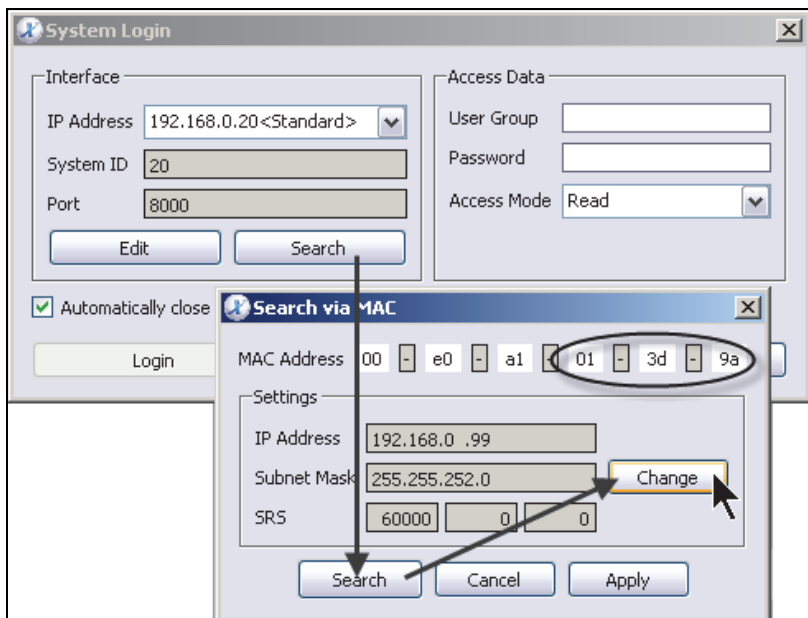 System Login
Interface
IP Address 192.168.0.20<Standard>
System ID 20
Port 8000
Edit Search
Access Data
User Group
Password
Access Mode Read
Automatically close
Login
Search via MAC
MAC Address 00 - e0 - a1 - 01 - 3d - 9a
Settings
IP Address 192.168.0 .99
Subnet Mask 255.255.252.0
Change
SRS 60000 0 0
Search Cancel Apply